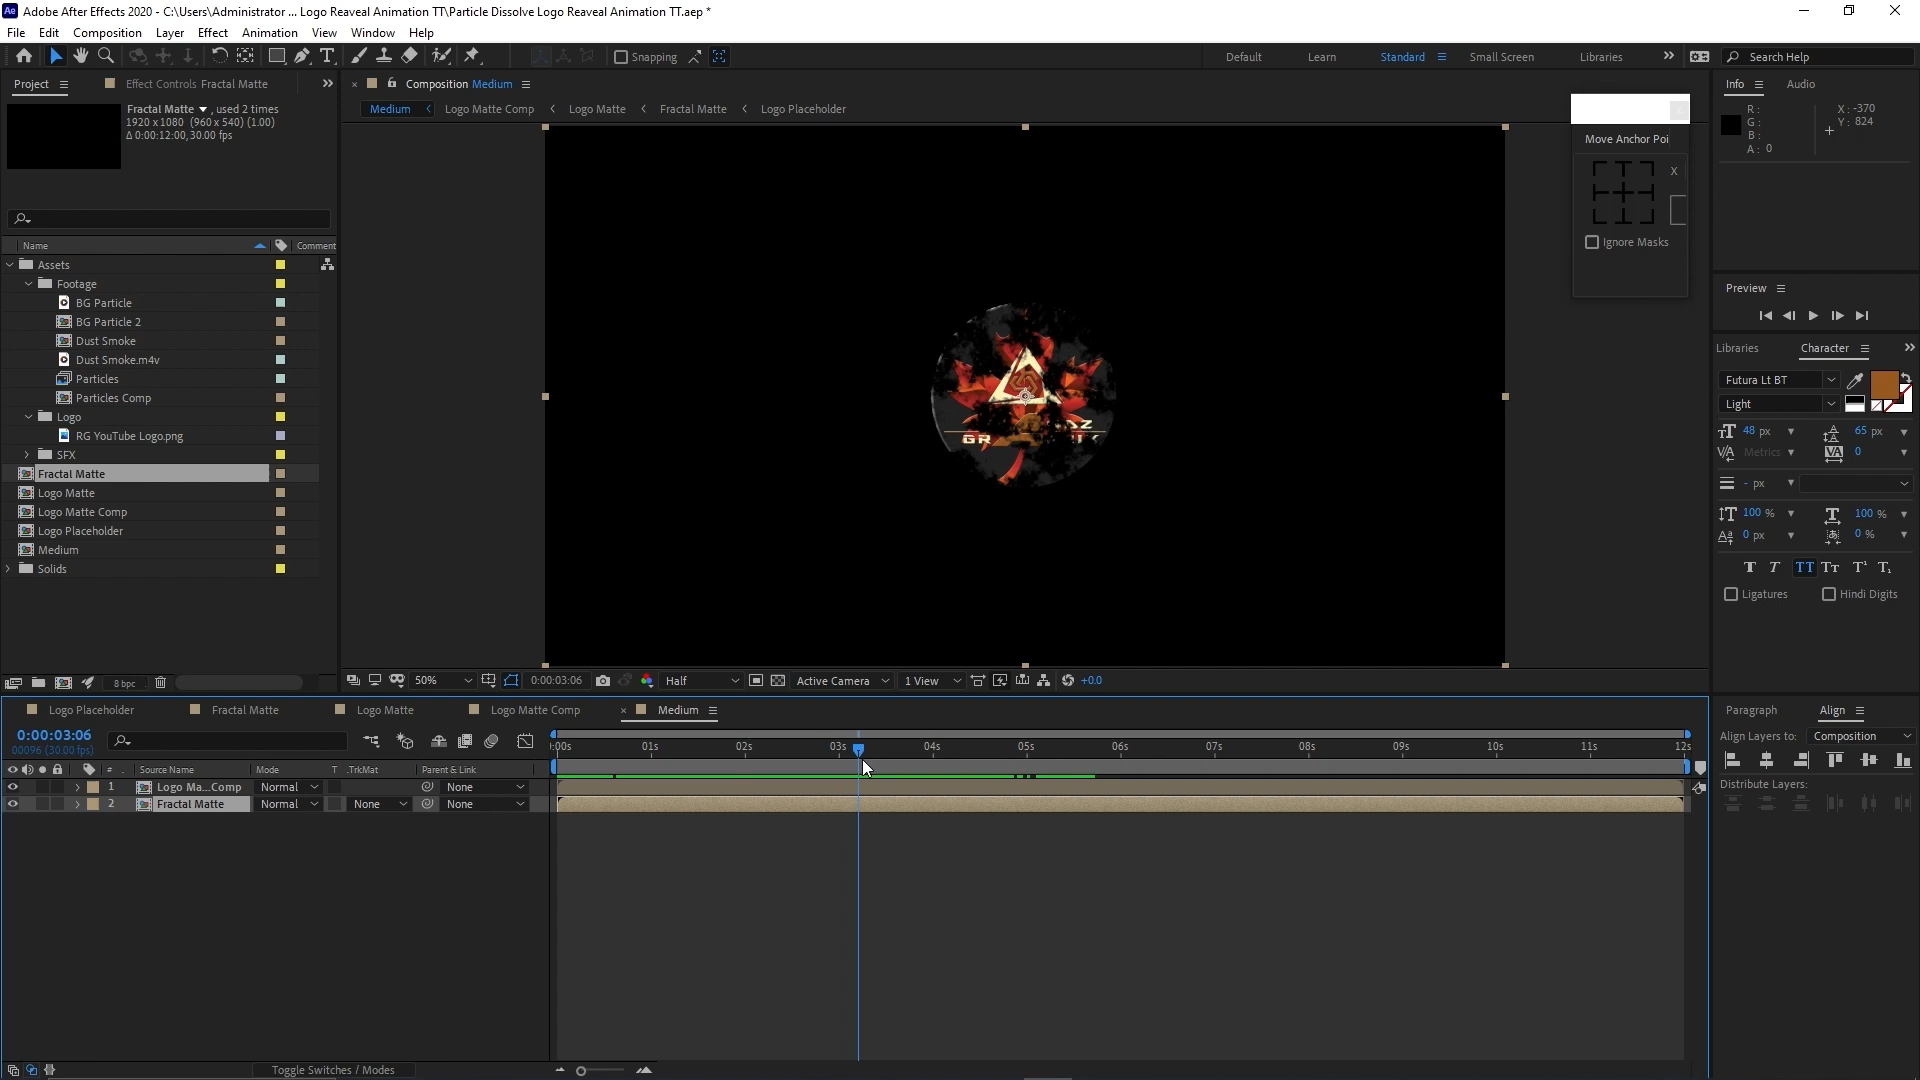 Adobe After Effects 2020 - C:\Users\Administrator ... Logo Reaveal Animation TT\Particle Dissolve Logo Reaveal Animation TT.aep *
File Edit Composition Layer Effect Animation View Window Help
Snapping
Default Learn Standard Small Screen Libraries
Search Help
Project Effect Controls Fractal Matte
Composition Medium
Info Audio
Fractal Matte , used 2 times
1920 x 1080 (960 x 540) (1.00)
Δ 0:00:12:00, 30.00 fps
Medium Logo Matte Comp Logo Matte Fractal Matte Logo Placeholder
R :
G :
B :
A : 0
X : -370
Y : 824
Move Anchor Poi
X
Ignore Masks
Name Comment
Assets
Footage
BG Particle
BG Particle 2
Dust Smoke
Dust Smoke.m4v
Particles
Particles Comp
Logo
RG YouTube Logo.png
SFX
Fractal Matte
Logo Matte
Logo Matte Comp
Logo Placeholder
Medium
Solids
Preview
Libraries Character
Futura Lt BT
Light
48 px 65 px
Metrics 0
- px
100 % 100 %
0 px 0 %
Ligatures Hindi Digits
8 bpc
50% 0:00:03:06 Half Active Camera 1 View +0.0
Logo Placeholder Fractal Matte Logo Matte Logo Matte Comp Medium
0:00:03:06
00096 (30.00 fps)
:00s 01s 02s 03s 04s 05s 06s 07s 08s 09s 10s 11s 12s
# Source Name Mode T .TrkMat Parent & Link
1 Logo Ma...Comp Normal None
2 Fractal Matte Normal None None
Toggle Switches / Modes
Paragraph Align
Align Layers to: Composition
Distribute Layers: